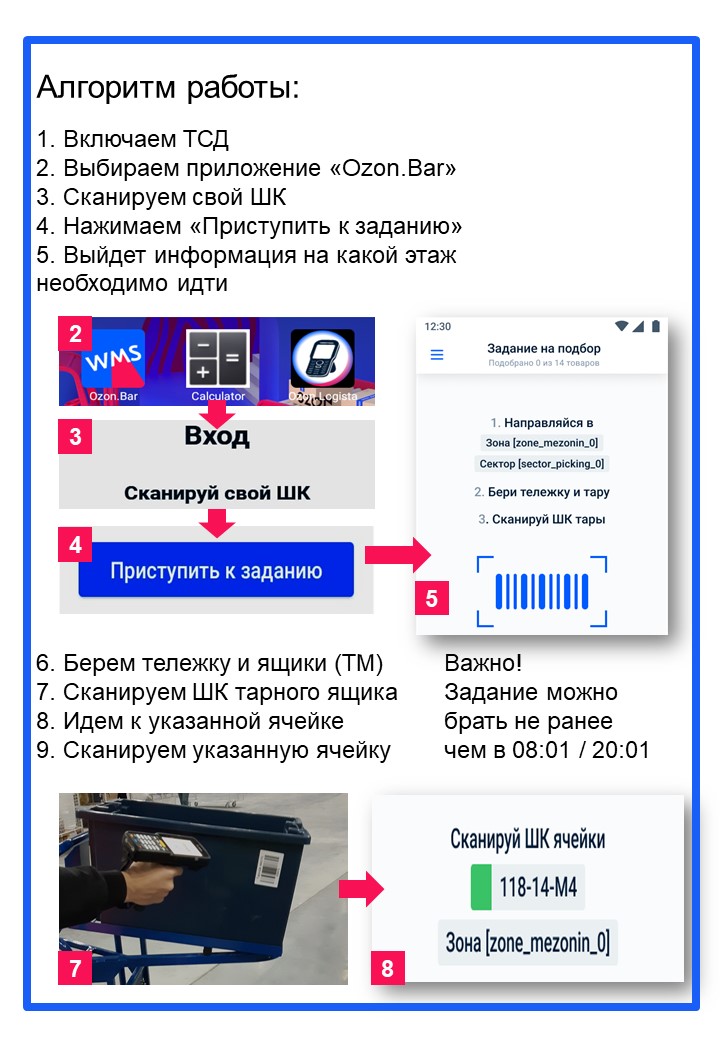 Алгоритм работы:
1. Включаем ТСД
2. Выбираем приложение «Ozon.Bar»
3. Сканируем свой ШК
4. Нажимаем «Приступить к заданию»
5. Выйдет информация на какой этаж
необходимо идти
2
WMS
Ozon.Bar
Calculator
Ozon.Logista
3
Вход
Сканируй свой ШК
4
Приступить к заданию
12:30
Задание на подбор
Подобрано 0 из 14 товаров
1. Направляйся в
Зона [zone_mezonin_0]
Сектор [sector_picking_0]
2. Бери тележку и тару
3. Сканируй ШК тары
5
6. Берем тележку и ящики (ТМ)
7. Сканируем ШК тарного ящика
8. Идем к указанной ячейке
9. Сканируем указанную ячейку
Важно!
Задание можно
брать не ранее
чем в 08:01 / 20:01
7
Сканируй ШК ячейки
118-14-М4
Зона [zone_mezonin_0]
8